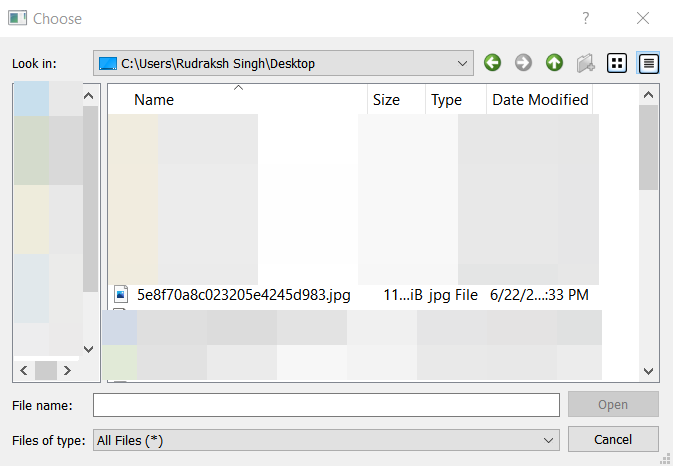 Choose
Look in: C:\Users\Rudraksh Singh\Desktop
Name Size Type Date Modified
5e8f70a8c023205e4245d983.jpg 11...iB jpg File 6/22/2...:33 PM
File name: Open
Files of type: All Files (*) Cancel